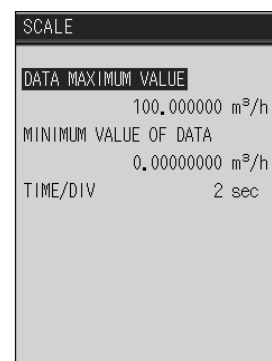 SCALE
DATA MAXIMUM VALUE
100.000000 m³/h
MINIMUM VALUE OF DATA
0.00000000 m³/h
TIME/DIV 2 sec